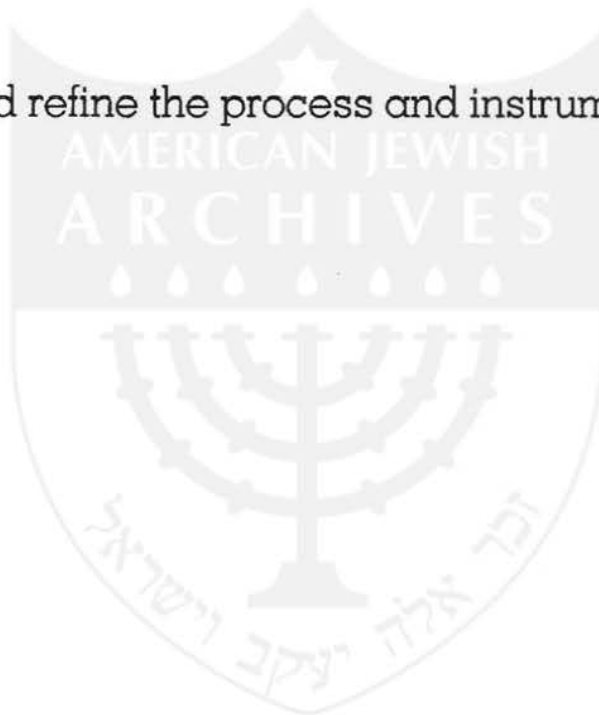 d refine the process and instrum
AMERICAN JEWISH
ARCHIVES
זכר אלה יעקב וישראל